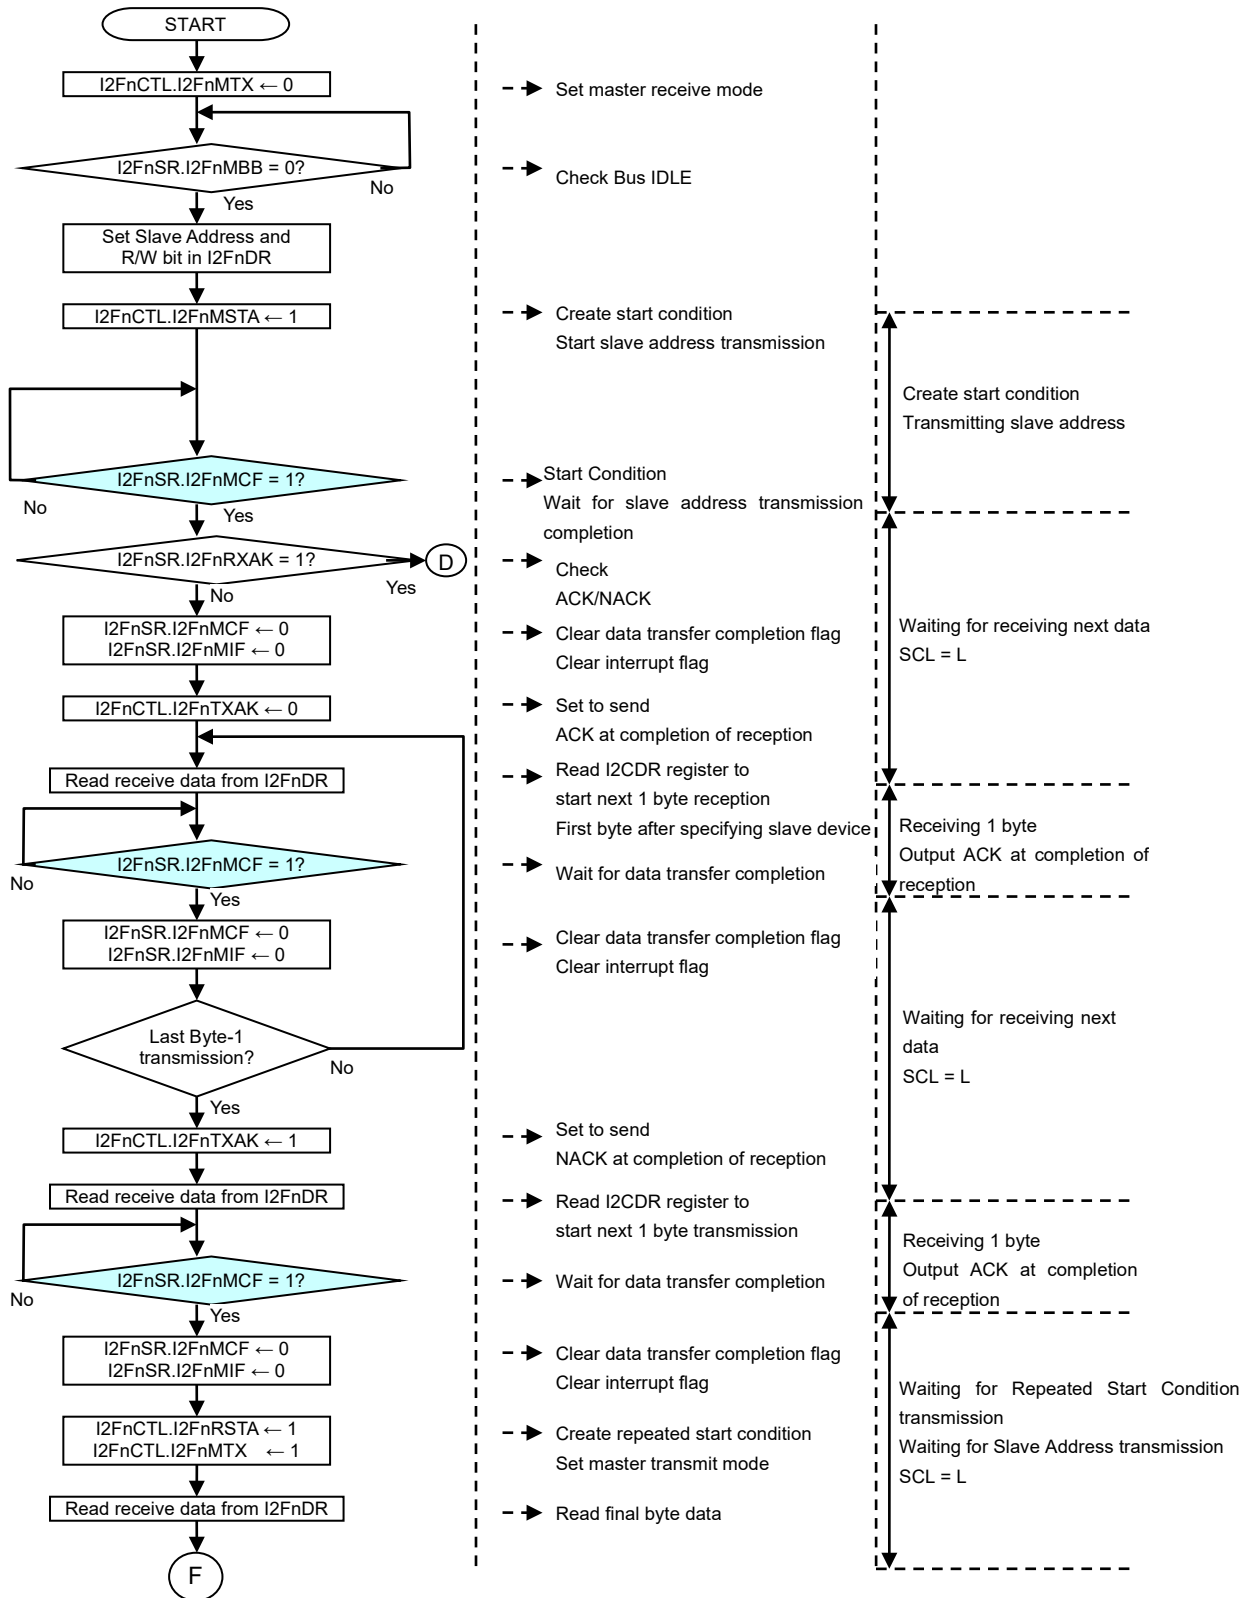 START
I2FnCTL.I2FnMTX ← 0
I2FnSR.I2FnMBB = 0?
No
Yes
Set Slave Address and
R/W bit in I2FnDR
I2FnCTL.I2FnMSTA ← 1
I2FnSR.I2FnMCF = 1?
No
Yes
I2FnSR.I2FnRXAK = 1?
D
Yes
No
I2FnSR.I2FnMCF ← 0
I2FnSR.I2FnMIF ← 0
I2FnCTL.I2FnTXAK ← 0
Read receive data from I2FnDR
I2FnSR.I2FnMCF = 1?
No
Yes
I2FnSR.I2FnMCF ← 0
I2FnSR.I2FnMIF ← 0
Last Byte-1
transmission?
No
Yes
I2FnCTL.I2FnTXAK ← 1
Read receive data from I2FnDR
I2FnSR.I2FnMCF = 1?
No
Yes
I2FnSR.I2FnMCF ← 0
I2FnSR.I2FnMIF ← 0
I2FnCTL.I2FnRSTA ← 1
I2FnCTL.I2FnMTX ← 1
Read receive data from I2FnDR
F
Set master receive mode
Check Bus IDLE
Create start condition
Start slave address transmission
Start Condition
Wait for slave address transmission
completion
Check
ACK/NACK
Clear data transfer completion flag
Clear interrupt flag
Set to send
ACK at completion of reception
Read I2CDR register to
start next 1 byte reception
First byte after specifying slave device
Wait for data transfer completion
Clear data transfer completion flag
Clear interrupt flag
Set to send
NACK at completion of reception
Read I2CDR register to
start next 1 byte transmission
Wait for data transfer completion
Clear data transfer completion flag
Clear interrupt flag
Create repeated start condition
Set master transmit mode
Read final byte data
Create start condition
Transmitting slave address
Waiting for receiving next data
SCL = L
Receiving 1 byte
Output ACK at completion of
reception
Waiting for receiving next
data
SCL = L
Receiving 1 byte
Output ACK at completion
of reception
Waiting for Repeated Start Condition
transmission
Waiting for Slave Address transmission
SCL = L